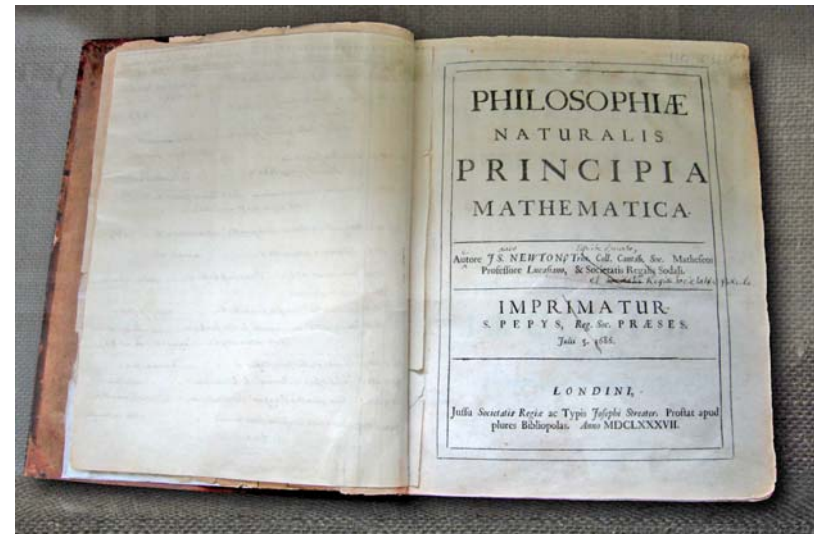 PHILOSOPHIÆ
NATURALIS
PRINCIPIA
MATHEMATICA.
Autore JS. NEWTON, Trin. Coll. Cantab. Soc. Matheseos
Professore Lucasiano, & Societatis Regalis Sodali.
IMPRIMATUR.
S. PEPYS, Reg. Soc. PRÆSES.
Julii 5. 1686.
LONDINI,
Jussu Societatis Regiæ ac Typis Josephi Streater. Prostat apud
plures Bibliopolas. Anno MDCLXXXVII.